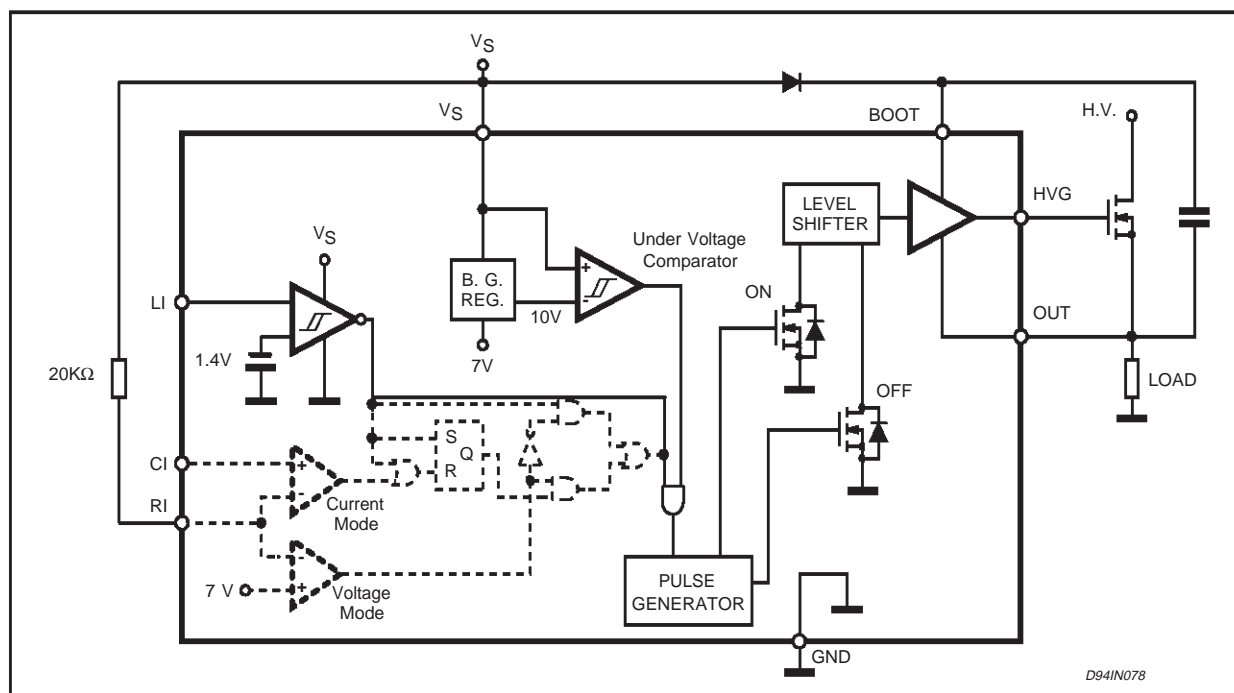 VS
VS
BOOT
H.V.
HVG
LEVEL
SHIFTER
Under Voltage
Comparator
VS
+
-
B. G.
REG.
10V
7V
ON
LI
1.4V
OUT
20KΩ
LOAD
OFF
S
Q
R
CI
+
-
Current
Mode
RI
-
+
7 V
Voltage
Mode
PULSE
GENERATOR
GND
D94IN078